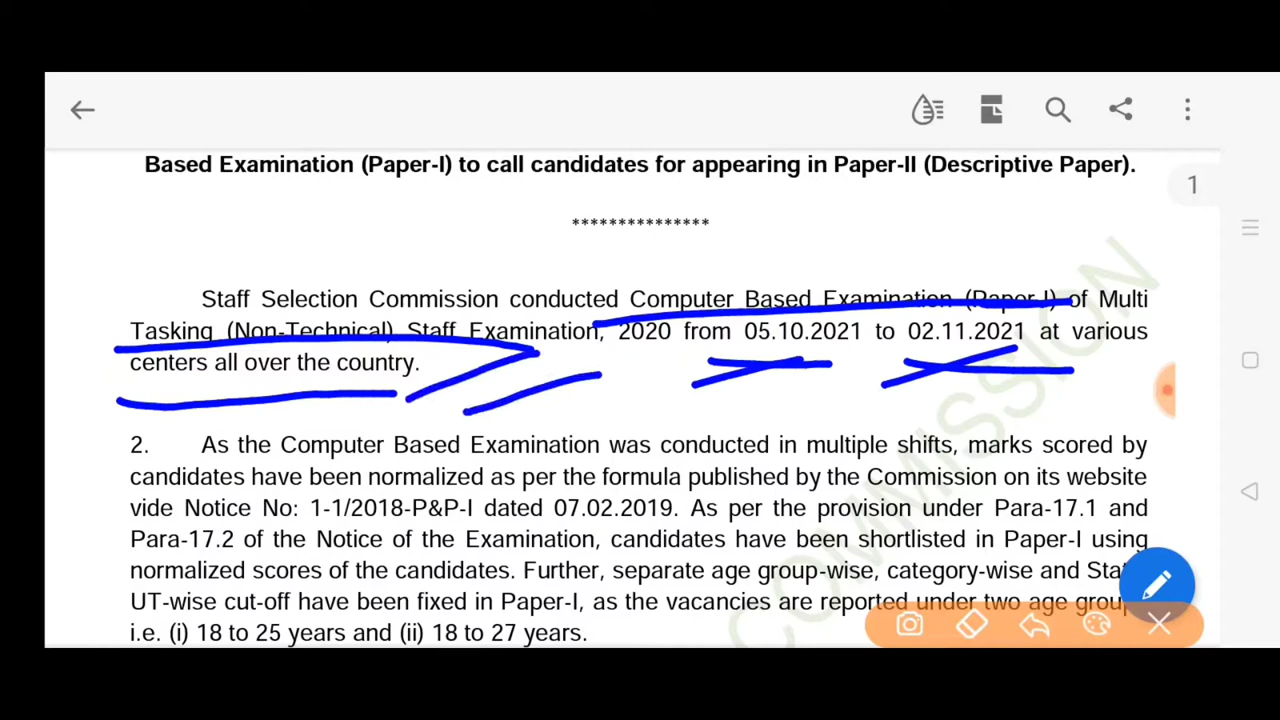 Based Examination (Paper-I) to call candidates for appearing in Paper-II (Descriptive Paper).
1
***************
Staff Selection Commission conducted Computer Based Examination (Paper-I) of Multi
Tasking (Non-Technical) Staff Examination, 2020 from 05.10.2021 to 02.11.2021 at various
centers all over the country.
2. As the Computer Based Examination was conducted in multiple shifts, marks scored by
candidates have been normalized as per the formula published by the Commission on its website
vide Notice No: 1-1/2018-P&P-I dated 07.02.2019. As per the provision under Para-17.1 and
Para-17.2 of the Notice of the Examination, candidates have been shortlisted in Paper-I using
normalized scores of the candidates. Further, separate age group-wise, category-wise and
UT-wise cut-off have been fixed in Paper-I, as the vacancies are reported under two age
i.e. (i) 18 to 25 years and (ii) 18 to 27 years.
COMMISSION